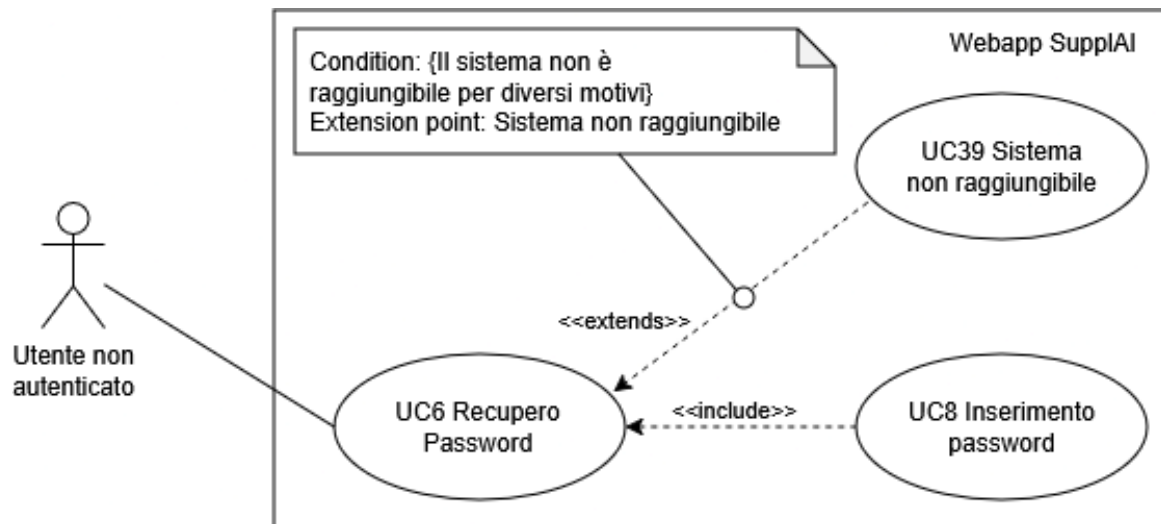 Condition: {Il sistema non è
raggiungibile per diversi motivi}
Extension point: Sistema non raggiungibile
Webapp SupplAI
UC39 Sistema
non raggiungibile
Utente non
autenticato
<<extends>>
UC6 Recupero
Password
<<include>>
UC8 Inserimento
password